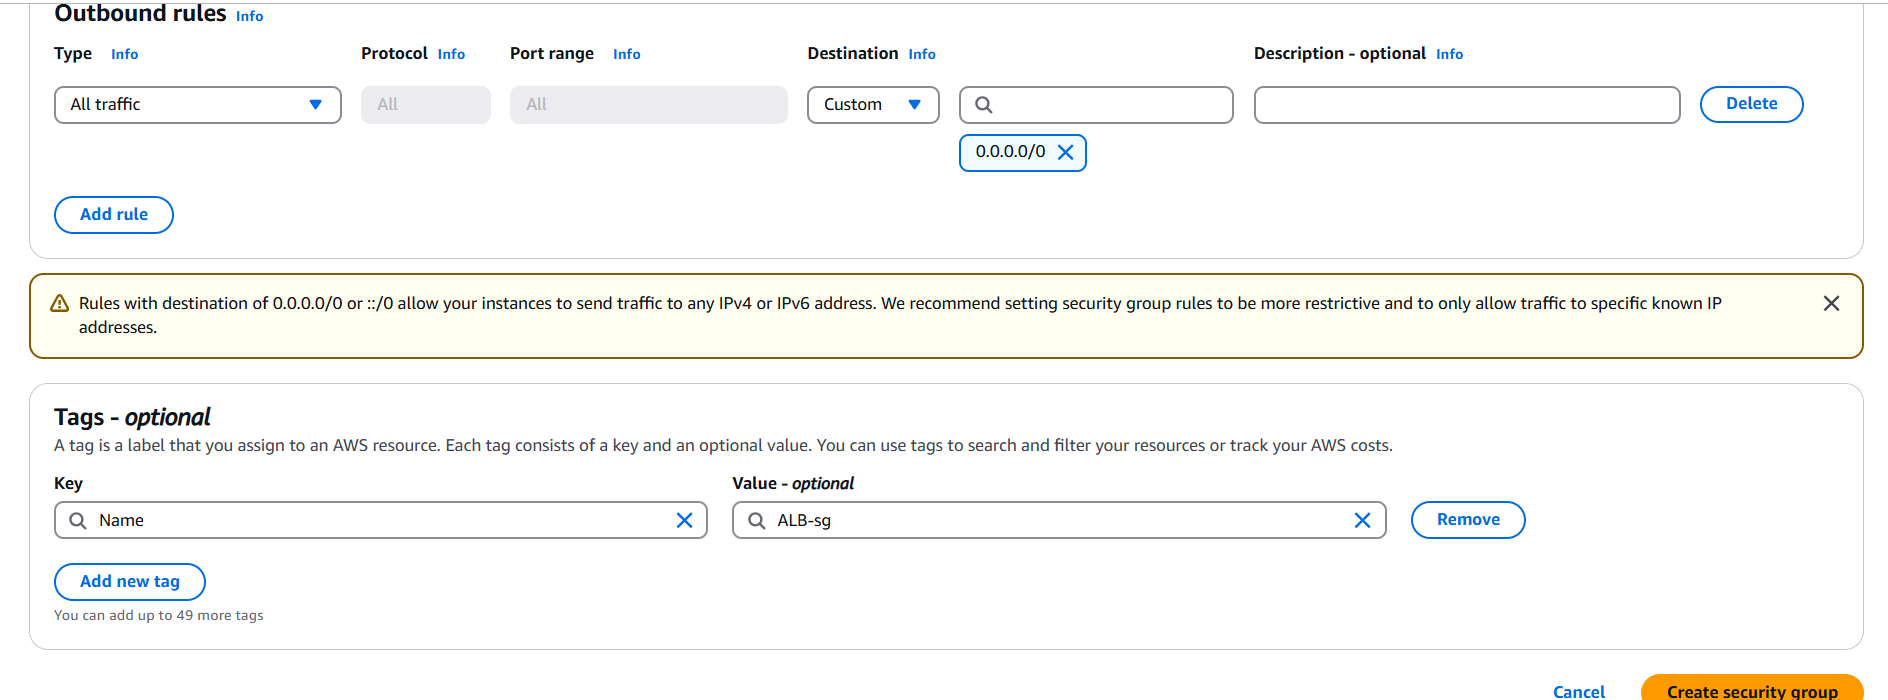 Outbound rules Info
Type Info Protocol Info Port range Info Destination Info Description - optional Info
All traffic All All Custom Delete
0.0.0.0/0
Add rule
Rules with destination of 0.0.0.0/0 or ::/0 allow your instances to send traffic to any IPv4 or IPv6 address. We recommend setting security group rules to be more restrictive and to only allow traffic to specific known IP
addresses.
Tags - optional
A tag is a label that you assign to an AWS resource. Each tag consists of a key and an optional value. You can use tags to search and filter your resources or track your AWS costs.
Key Value - optional
Name ALB-sg Remove
Add new tag
You can add up to 49 more tags
Cancel Create security group